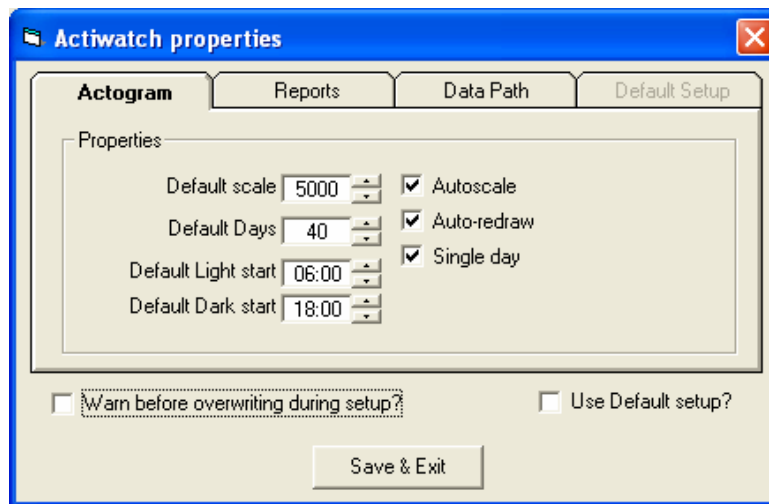 Actiwatch properties
Actogram Reports Data Path Default Setup
Properties
Default scale 5000 Autoscale
Default Days 40 Auto-redraw
Single day
Default Light start 06:00
Default Dark start 18:00
Warn before overwriting during setup? Use Default setup?
Save & Exit